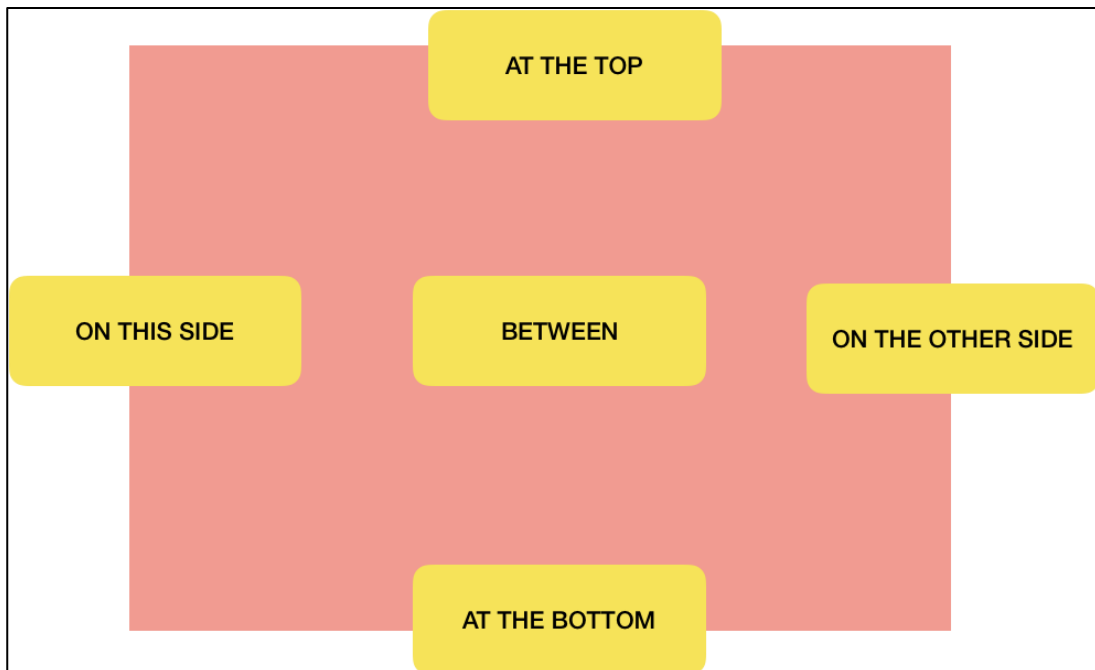 AT THE TOP
ON THIS SIDE
BETWEEN
ON THE OTHER SIDE
AT THE BOTTOM